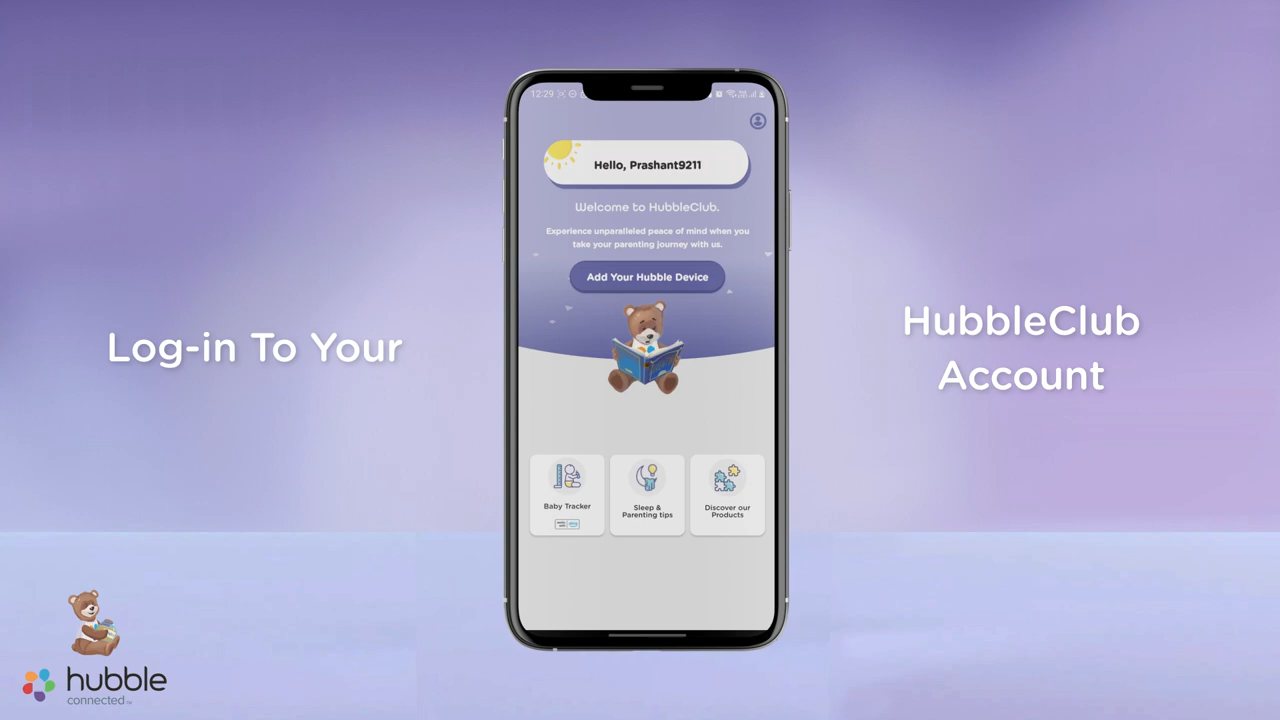 12:29
Hello, Prashant9211
Welcome to HubbleClub.
Experience unparalleled peace of mind when you
take your parenting journey with us.
Add Your Hubble Device
Log-in To Your
HubbleClub
Account
Baby Tracker
Sleep &
Parenting tips
Discover our
Products
hubble
connected